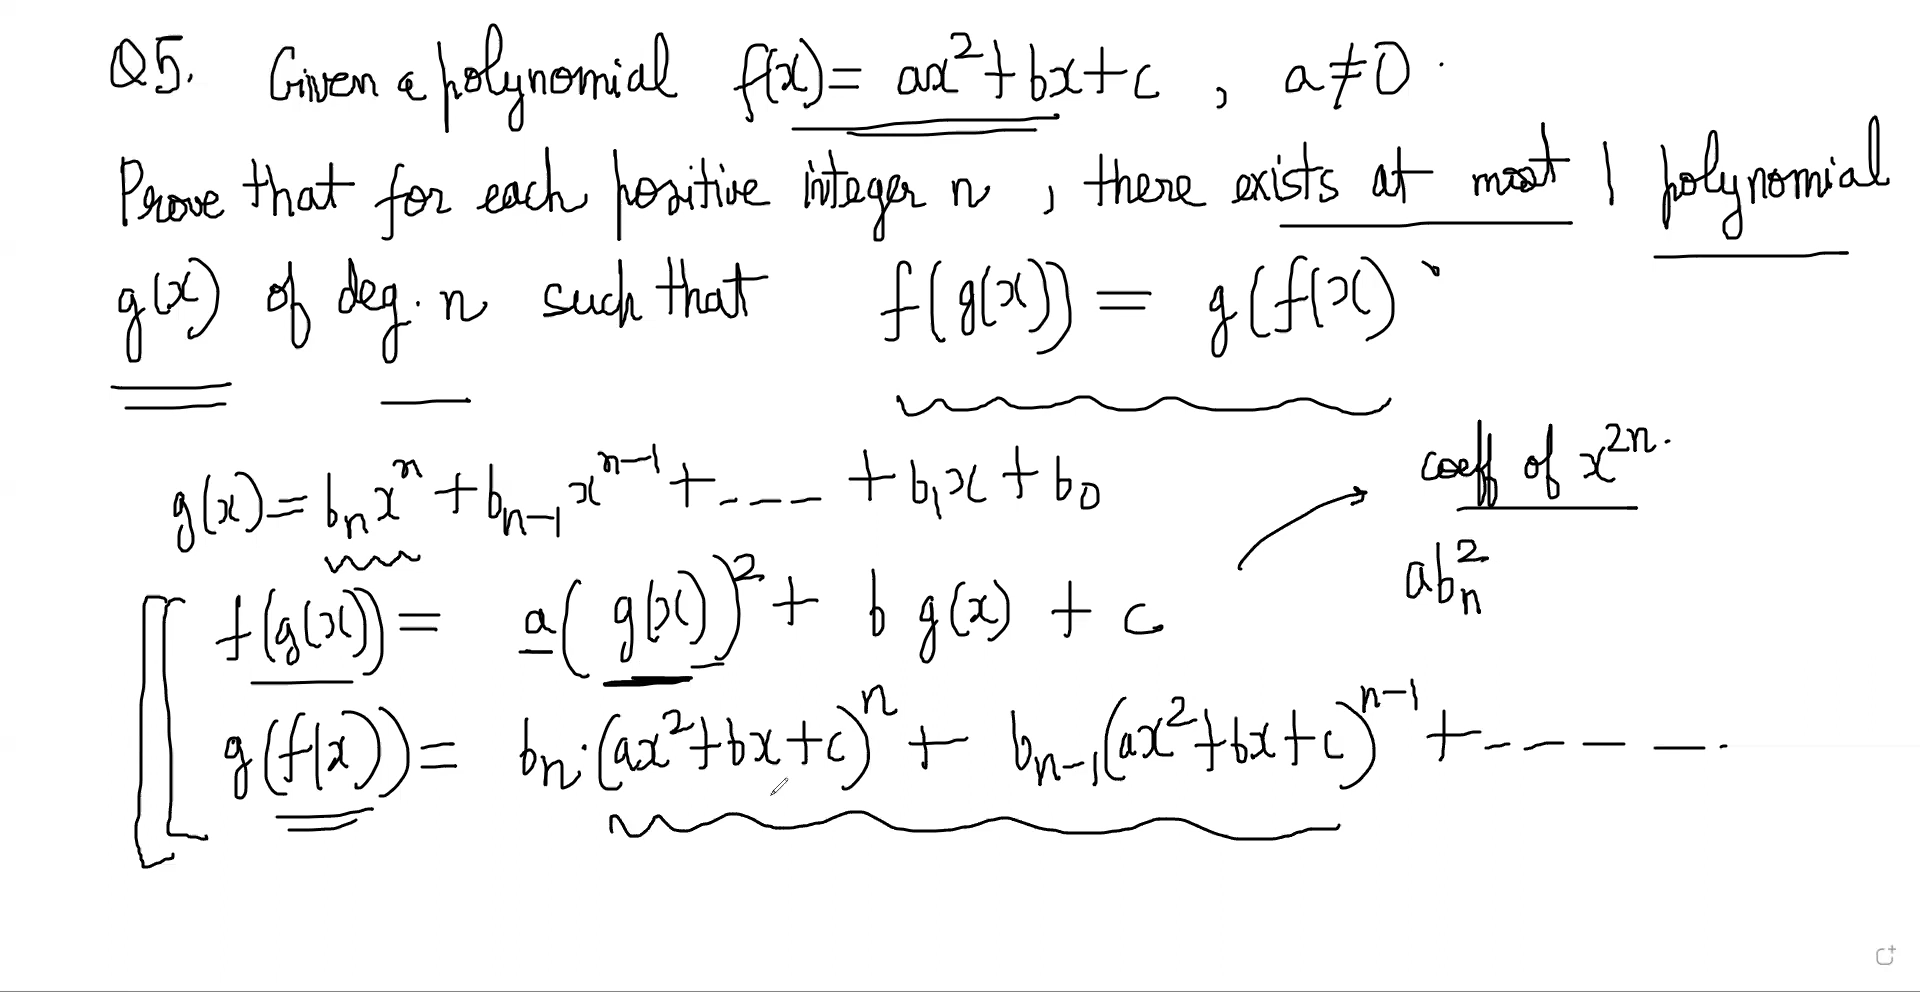 Q5. Given a polynomial f(x) = ax² + bx + c , a ≠ 0 .
Prove that for each positive integer n , there exists at most 1 polynomial
g(x) of deg. n such that f(g(x)) = g(f(x)
g(x) = bₙxⁿ + bₙ₋₁xⁿ⁻¹ + ---- + b₁x + b₀
coeff of x²ⁿ.
abₙ²
f(g(x)) = a(g(x))² + b g(x) + c
g(f(x)) = bₙ.(ax²+bx+c)ⁿ + bₙ₋₁(ax²+bx+c)ⁿ⁻¹ + -----.